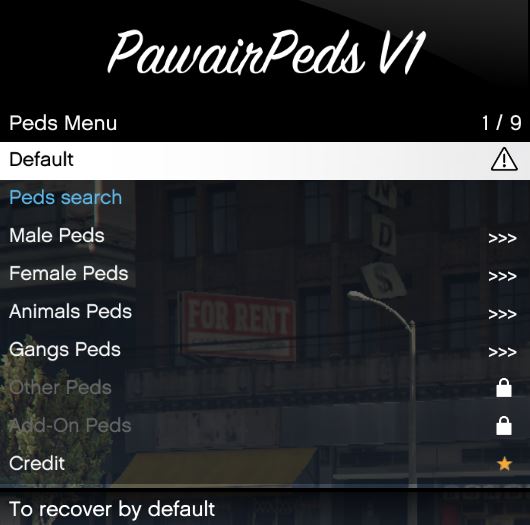 PawairPeds V1
Peds Menu 1 / 9
Default
Peds search
Male Peds >>>
Female Peds >>>
Animals Peds >>>
Gangs Peds >>>
FOR RENT
Other Peds
Add-On Peds
Credit
To recover by default